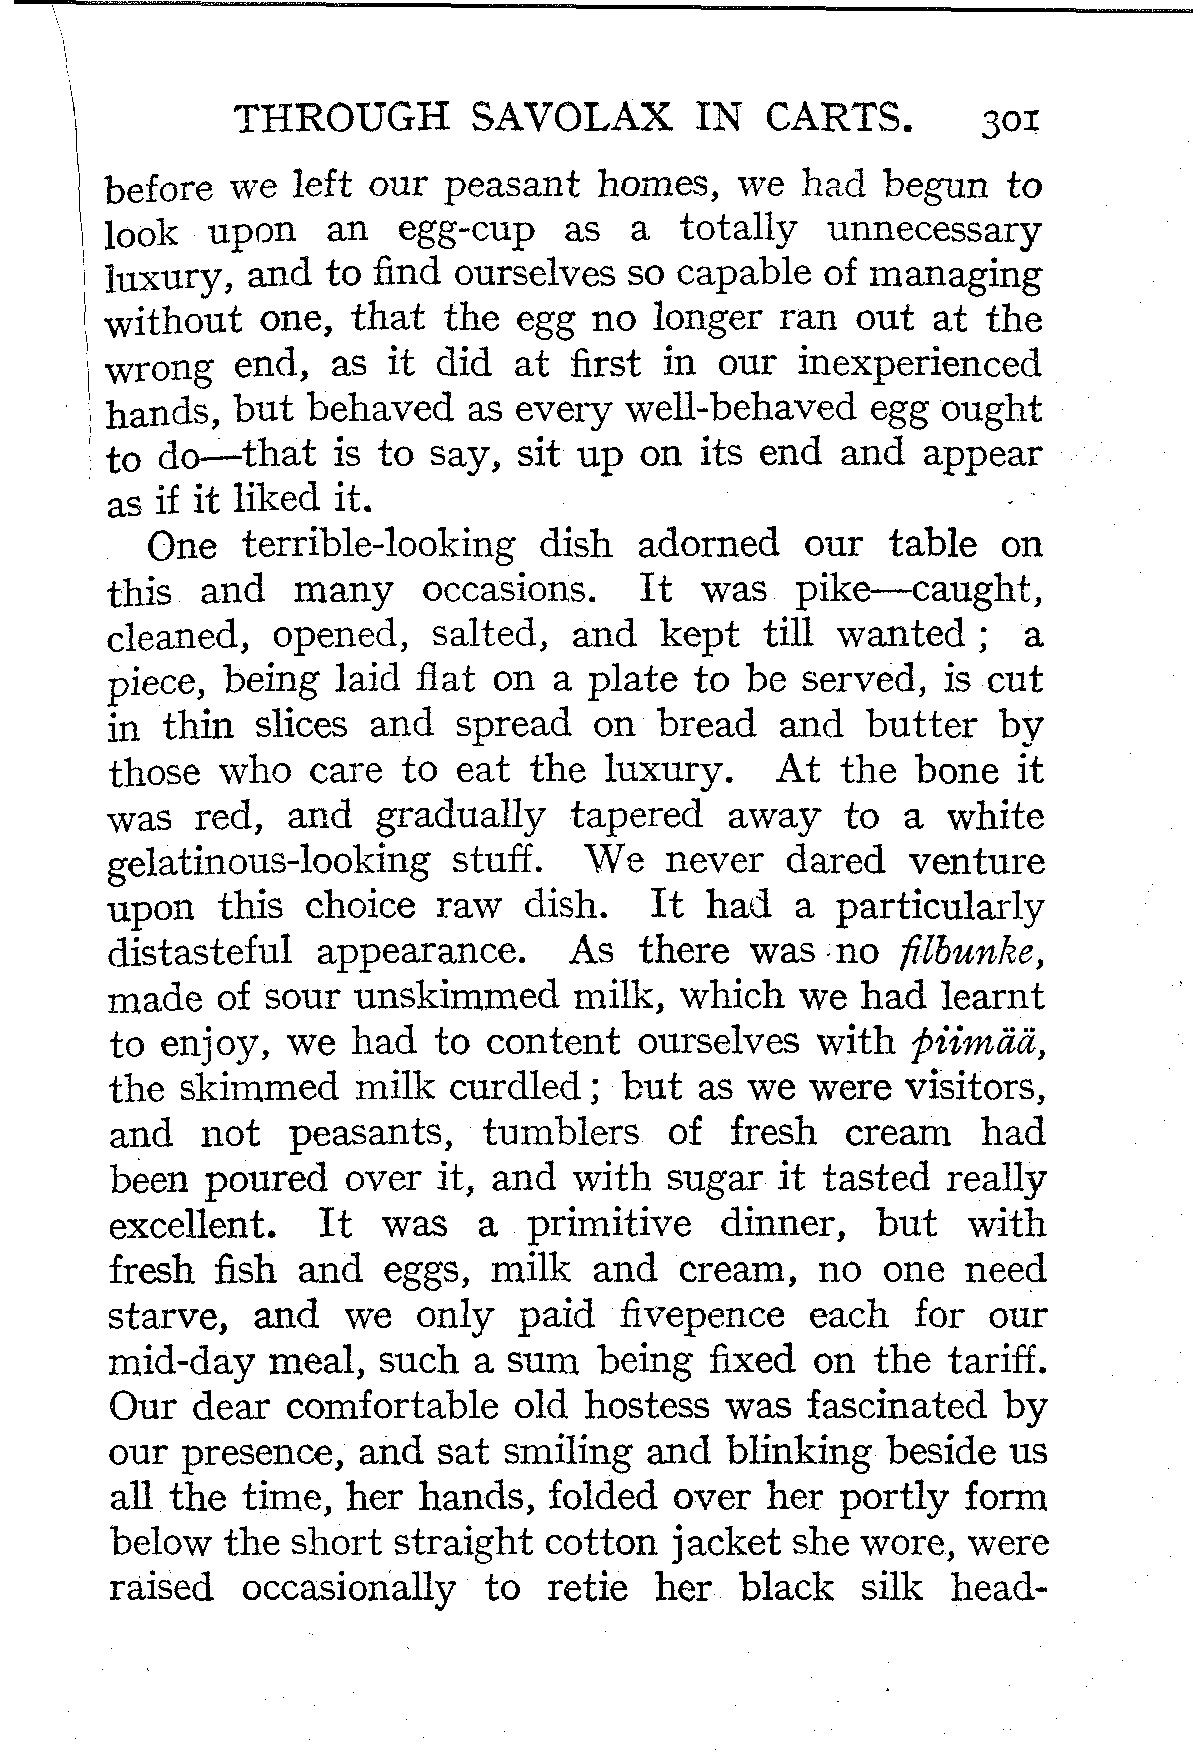 THROUGH SAVOLAX IN CARTS. 301
before we left our peasant homes, we had begun to
look upon an egg-cup as a totally unnecessary
luxury, and to find ourselves so capable of managing
without one, that the egg no longer ran out at the
wrong end, as it did at first in our inexperienced
hands, but behaved as every well-behaved egg ought
to do—that is to say, sit up on its end and appear
as if it liked it.
One terrible-looking dish adorned our table on
this and many occasions. It was pike—caught,
cleaned, opened, salted, and kept till wanted ; a
piece, being laid flat on a plate to be served, is cut
in thin slices and spread on bread and butter by
those who care to eat the luxury. At the bone it
was red, and gradually tapered away to a white
gelatinous-looking stuff. We never dared venture
upon this choice raw dish. It had a particularly
distasteful appearance. As there was no filbunke,
made of sour unskimmed milk, which we had learnt
to enjoy, we had to content ourselves with piimää,
the skimmed milk curdled ; but as we were visitors,
and not peasants, tumblers of fresh cream had
been poured over it, and with sugar it tasted really
excellent. It was a primitive dinner, but with
fresh fish and eggs, milk and cream, no one need
starve, and we only paid fivepence each for our
mid-day meal, such a sum being fixed on the tariff.
Our dear comfortable old hostess was fascinated by
our presence, and sat smiling and blinking beside us
all the time, her hands, folded over her portly form
below the short straight cotton jacket she wore, were
raised occasionally to retie her black silk head-